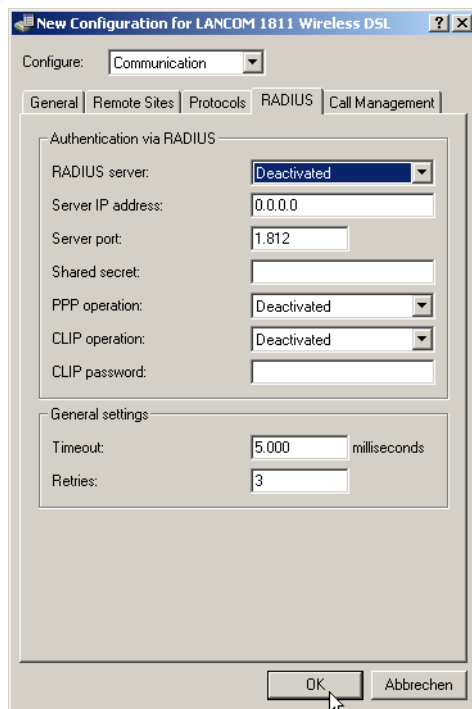 New Configuration for LANCOM 1811 Wireless DSL
Configure: Communication
General Remote Sites Protocols RADIUS Call Management
Authentication via RADIUS
RADIUS server: Deactivated
Server IP address: 0.0.0.0
Server port: 1.812
Shared secret:
PPP operation: Deactivated
CLIP operation: Deactivated
CLIP password:
General settings
Timeout: 5.000 milliseconds
Retries: 3
OK Abbrechen